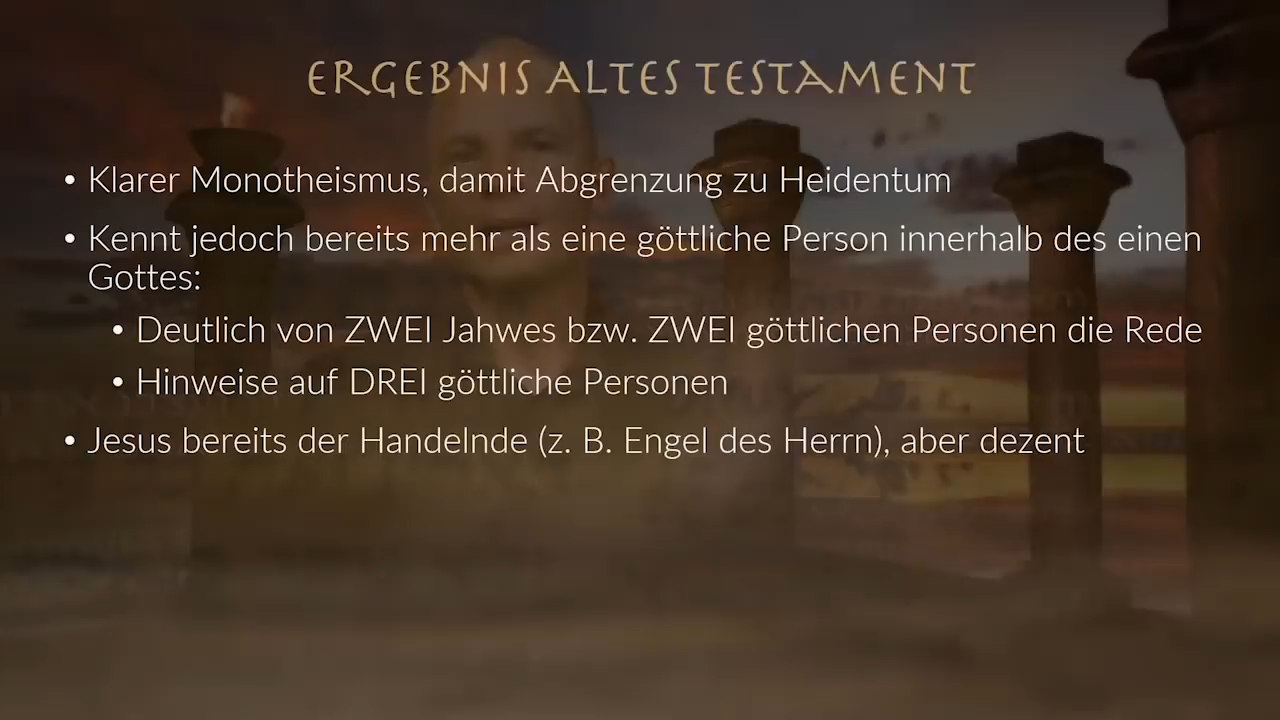 ERGEBNIS ALTES TESTAMENT
• Klarer Monotheismus, damit Abgrenzung zu Heidentum
• Kennt jedoch bereits mehr als eine göttliche Person innerhalb des einen
Gottes:
• Deutlich von ZWEI Jahwes bzw. ZWEI göttlichen Personen die Rede
• Hinweise auf DREI göttliche Personen
• Jesus bereits der Handelnde (z. B. Engel des Herrn), aber dezent